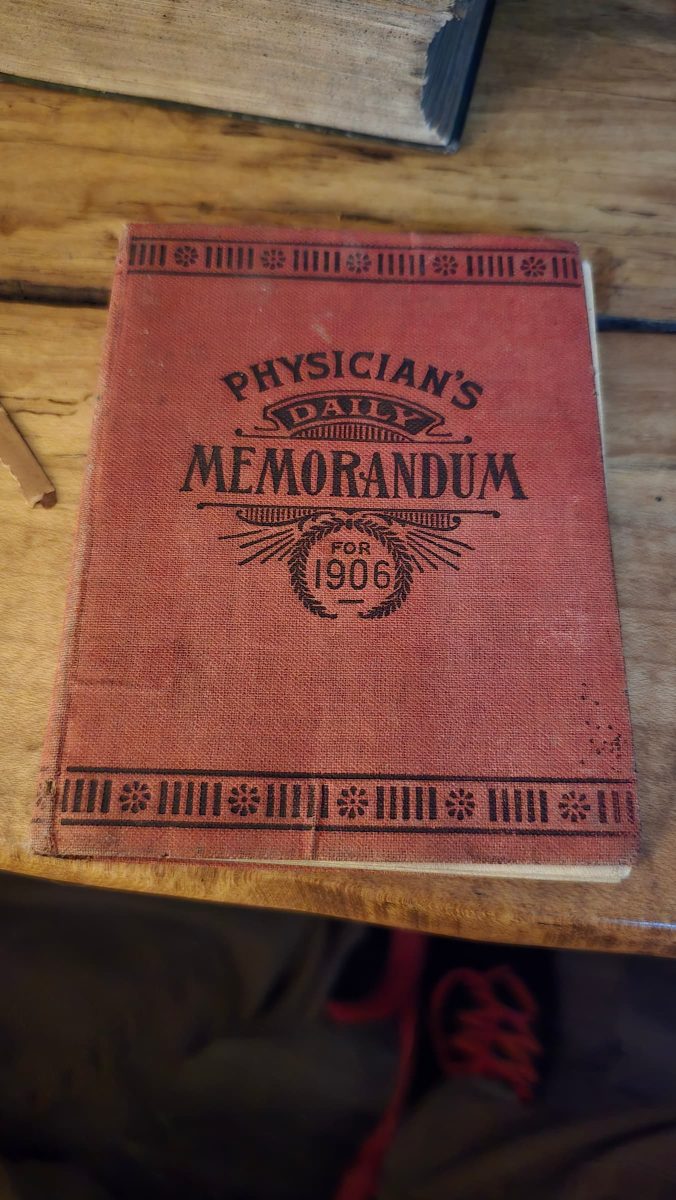 PHYSICIAN'S
DAILY
MEMORANDUM
FOR
1906